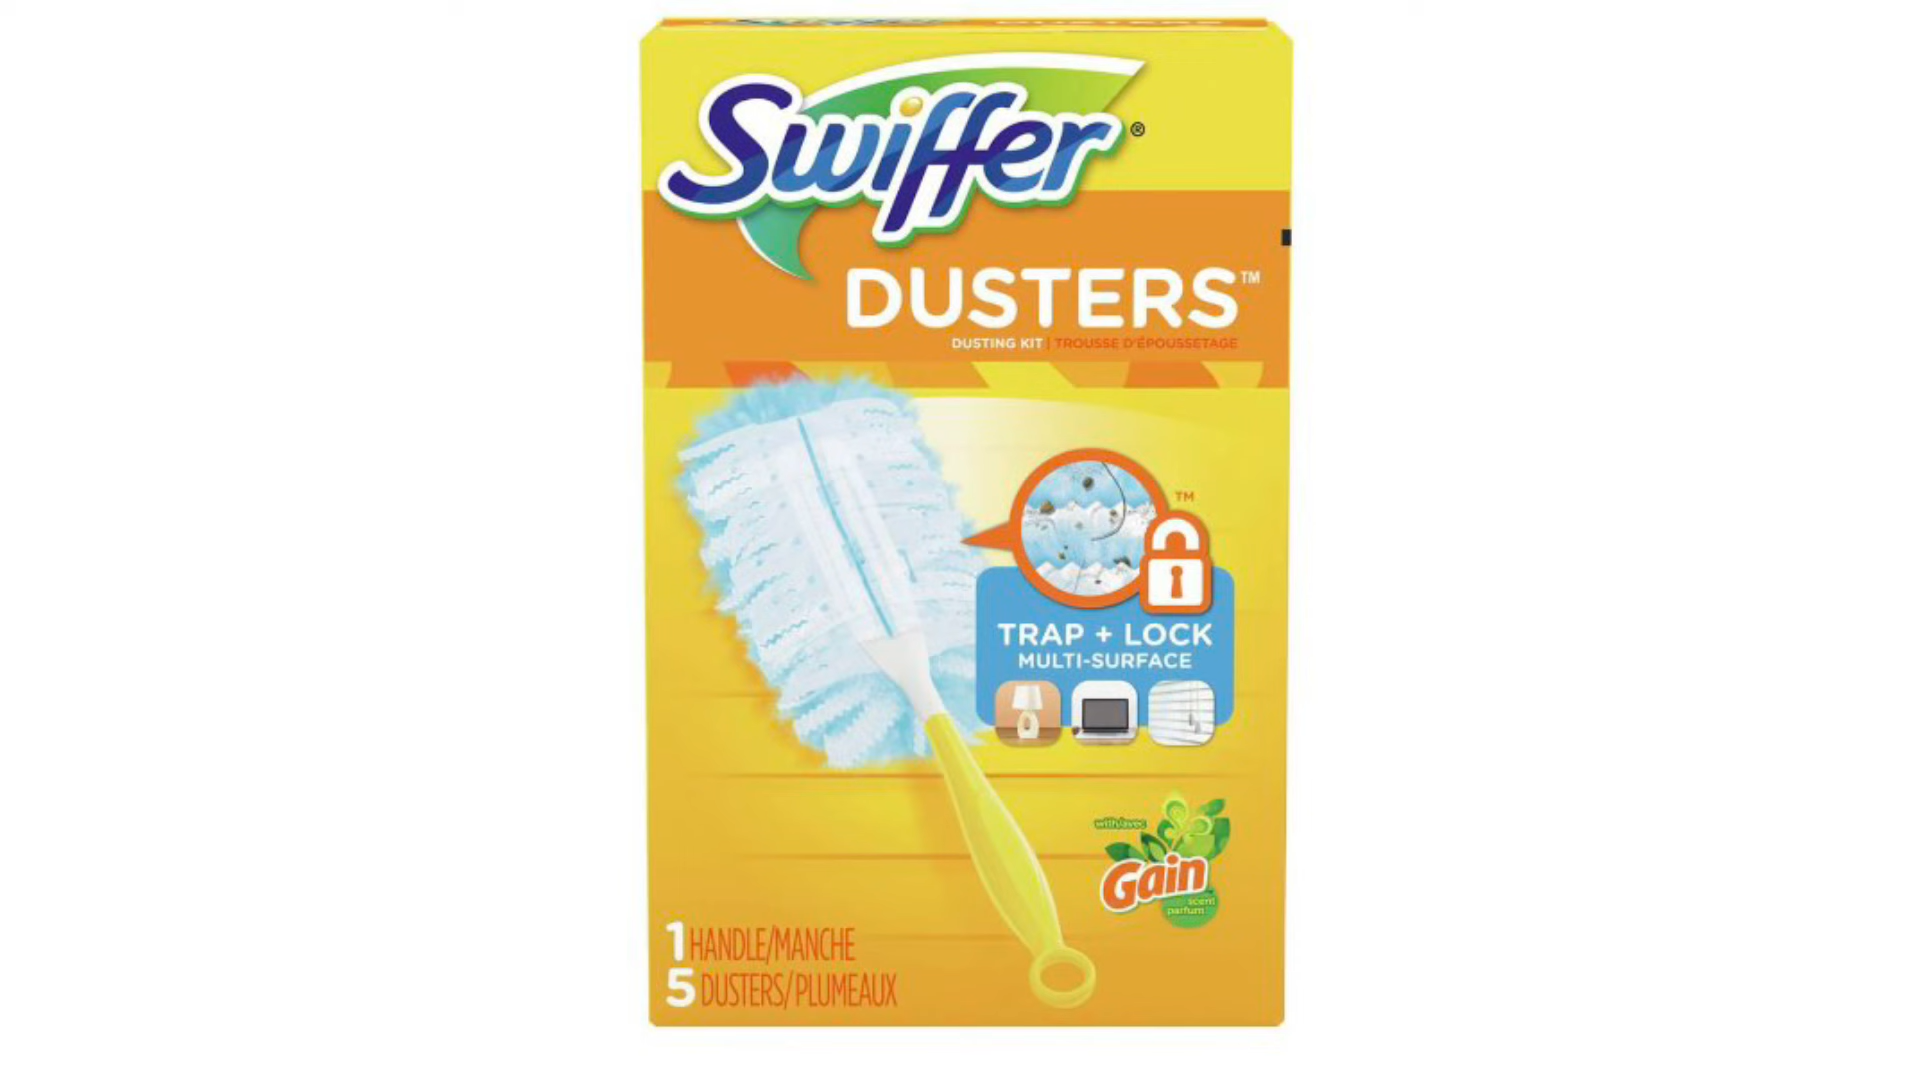 Swiffer®
DUSTERS™
DUSTING KIT | TROUSSE D'ÉPOUSSETAGE
™
TRAP + LOCK
MULTI-SURFACE
with/avec
Gain
scent
parfum
1 HANDLE/MANCHE
5 DUSTERS/PLUMEAUX